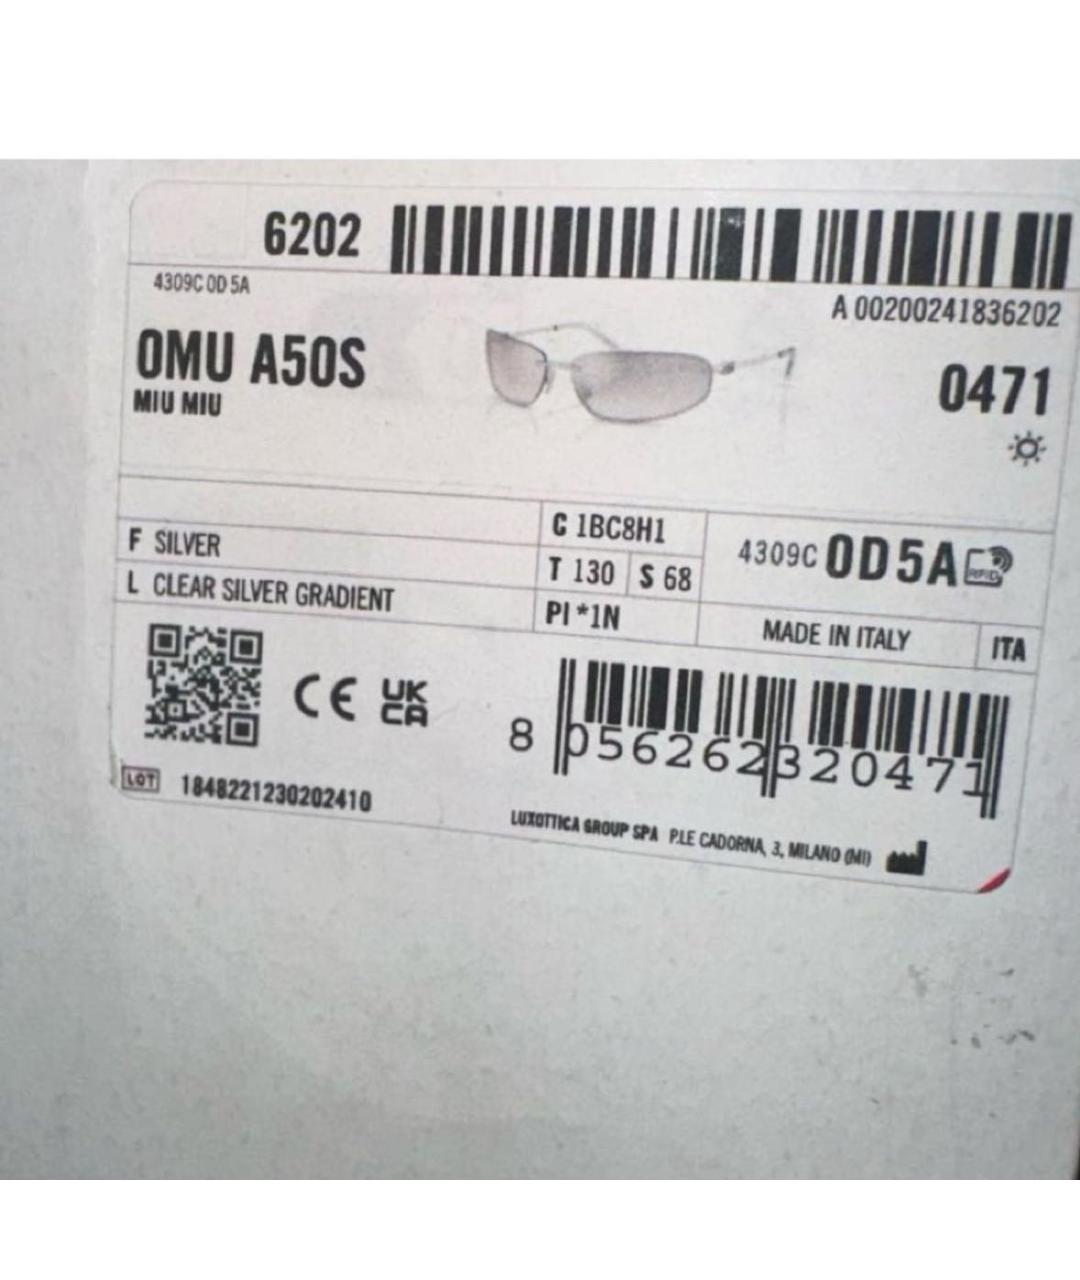 6202
4309C 0D 5A
A 00200241836202
0MU A50S
0471
MIU MIU
C 1BC8H1
F SILVER
T 130 S 68
4309C 0D5A RFID
L CLEAR SILVER GRADIENT
PI *1N
MADE IN ITALY ITA
CE UK CA
8 056262 320471
LOT 1848221230202410
LUXOTTICA GROUP SPA P.LE CADORNA, 3, MILANO (MI)